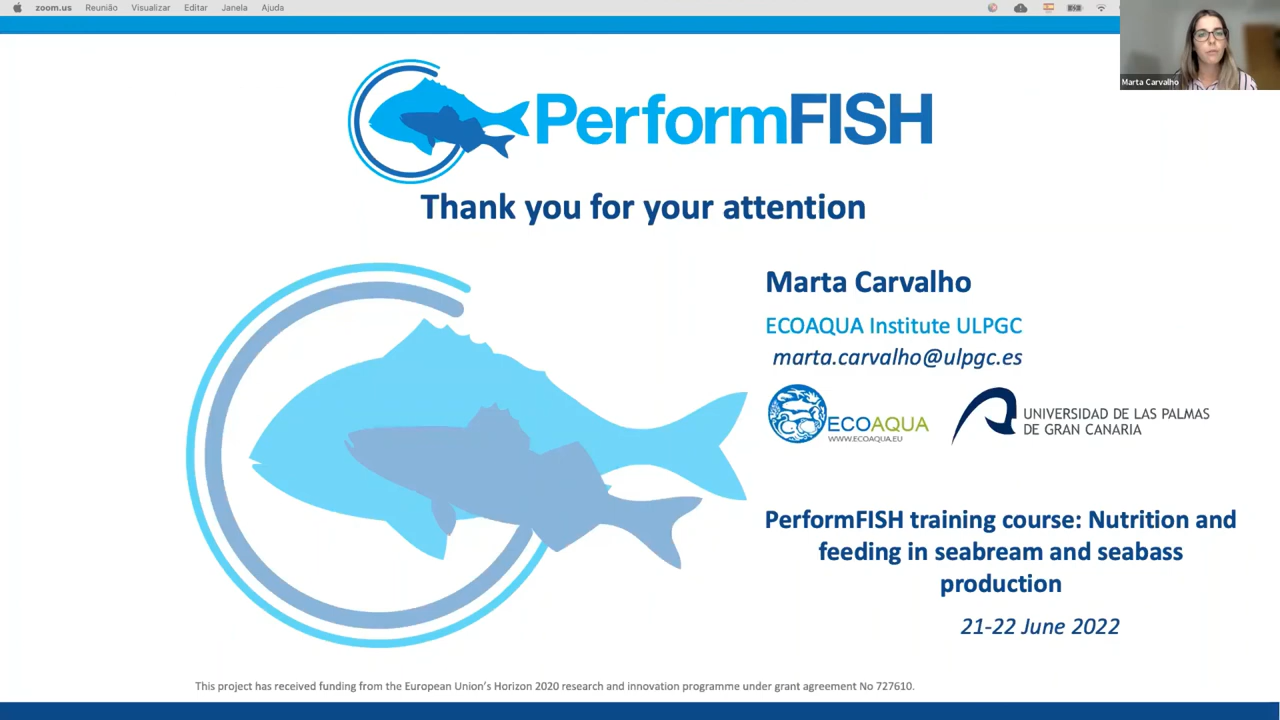 zoom.us Reunião Visualizar Editar Janela Ajuda
Marta Carvalho
PerformFISH
Thank you for your attention
Marta Carvalho
ECOAQUA Institute ULPGC
marta.carvalho@ulpgc.es
ECOAQUA
WWW.ECOAQUA.EU
UNIVERSIDAD DE LAS PALMAS
DE GRAN CANARIA
PerformFISH training course: Nutrition and
feeding in seabream and seabass
production
21-22 June 2022
This project has received funding from the European Union's Horizon 2020 research and innovation programme under grant agreement No 727610.